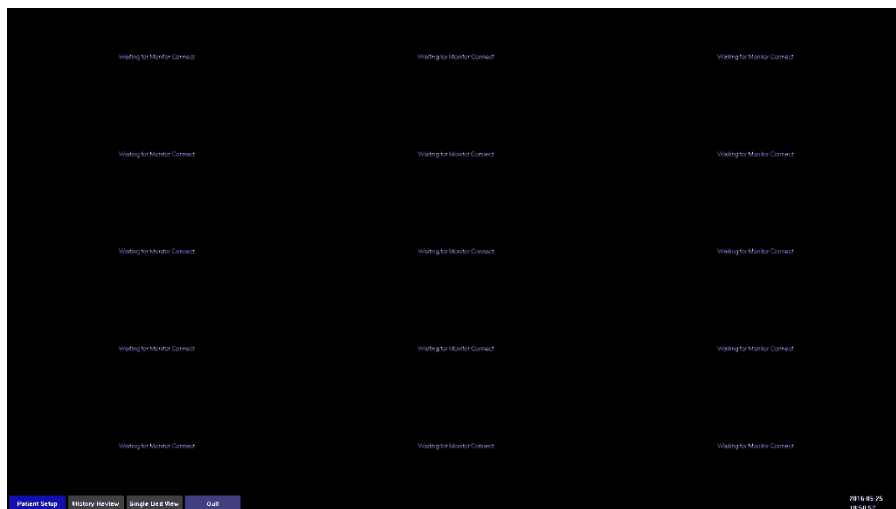 Waiting for Monitor Connect Waiting for Monitor Connect Waiting for Monitor Connect
Waiting for Monitor Connect Waiting for Monitor Connect Waiting for Monitor Connect
Waiting for Monitor Connect Waiting for Monitor Connect Waiting for Monitor Connect
Waiting for Monitor Connect Waiting for Monitor Connect Waiting for Monitor Connect
Waiting for Monitor Connect Waiting for Monitor Connect Waiting for Monitor Connect
Patient Setup History Review Single Bed View Quit 2016-05-25